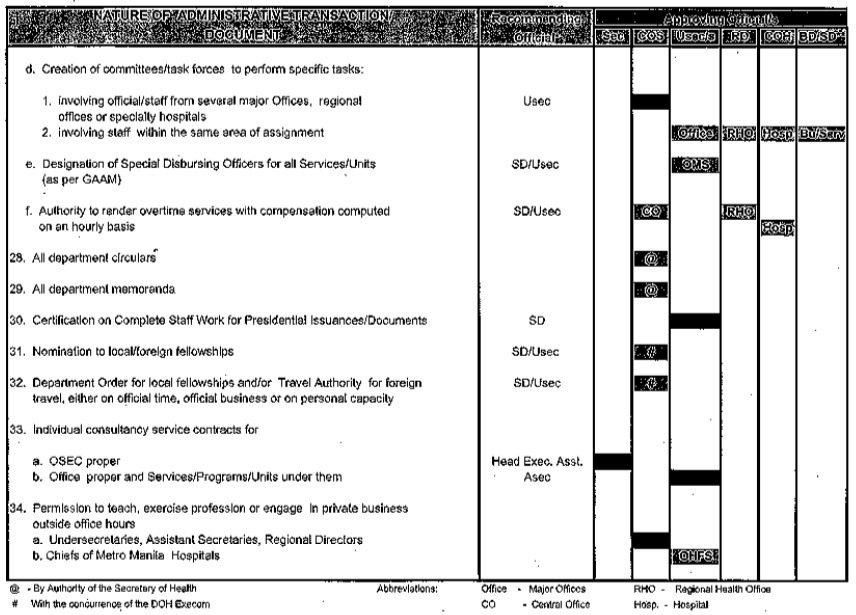 NATURE OF ADMINISTRATIVE TRANSACTION/ Recommending Approving Official/s
DOCUMENT Official Sec COS Usec/s RD COH BD/SD*
d. Creation of committees/task forces to perform specific tasks:
1. involving official/staff from several major Offices, regional Usec
offices or specialty hospitals
2. involving staff within the same area of assignment Office RHO Hosp Bu/Serv
e. Designation of Special Disbursing Officers for all Services/Units SD/Usec OMS
(as per GAAM)
f. Authority to render overtime services with compensation computed SD/Usec CO RHO
on an hourly basis Hosp
28. All department circulars @
29. All department memoranda @
30. Certification on Complete Staff Work for Presidential Issuances/Documents SD
31. Nomination to local/foreign fellowships SD/Usec #
32. Department Order for local fellowships and/or Travel Authority for foreign SD/Usec #
travel, either on official time, official business or on personal capacity
33. Individual consultancy service contracts for
a. OSEC proper Head Exec. Asst.
b. Office proper and Services/Programs/Units under them Asec
34. Permission to teach, exercise profession or engage in private business
outside office hours
a. Undersecretaries, Assistant Secretaries, Regional Directors
b. Chiefs of Metro Manila Hospitals OHFS
@ - By Authority of the Secretary of Health Abbreviations: Office - Major Offices RHO - Regional Health Office
# With the concurrence of the DOH Execom CO - Central Office Hosp. - Hospital